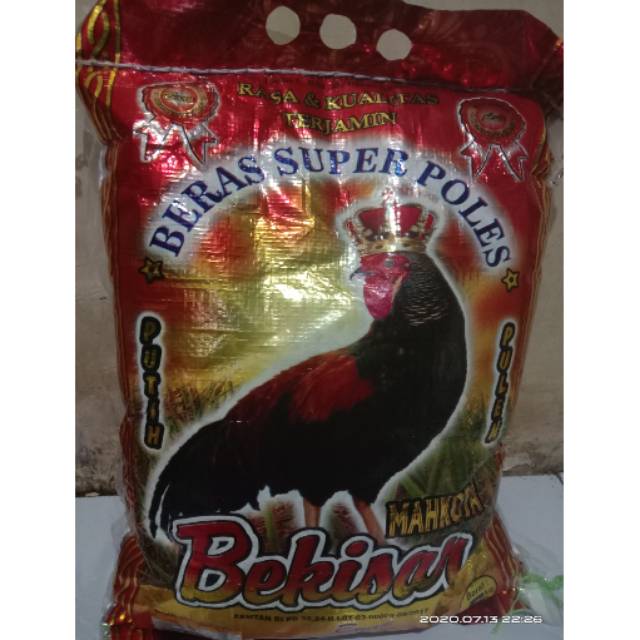 RASA & KUALITAS
TERJAMIN
BERAS SUPER POLES
PUTIH
PULEN
MAHKOTA
Bekisar
2020.07.13 22:26